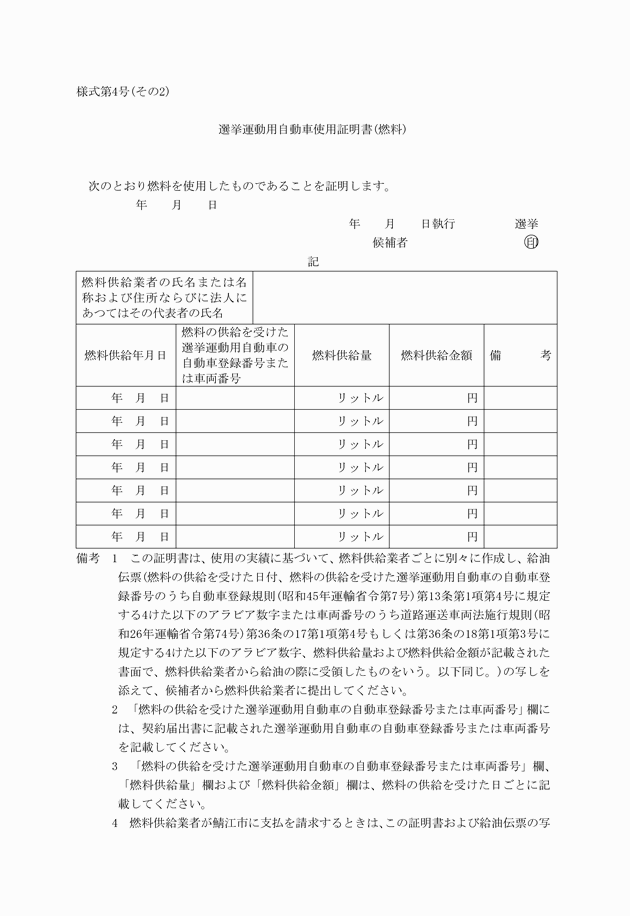 様式第4号(その2)
選挙運動用自動車使用証明書(燃料)
次のとおり燃料を使用したものであることを証明します。
年　月　日
年　月　日執行　選挙
候補者　㊞
記
燃料供給業者の氏名または名
称および住所ならびに法人に
あつてはその代表者の氏名
燃料供給年月日
燃料の供給を受けた
選挙運動用自動車の
自動車登録番号また
は車両番号
燃料供給量
燃料供給金額
備　考
年　月　日　リットル　円
年　月　日　リットル　円
年　月　日　リットル　円
年　月　日　リットル　円
年　月　日　リットル　円
年　月　日　リットル　円
年　月　日　リットル　円
備考　1　この証明書は、使用の実績に基づいて、燃料供給業者ごとに別々に作成し、給油
伝票(燃料の供給を受けた日付、燃料の供給を受けた選挙運動用自動車の自動車登
録番号のうち自動車登録規則(昭和45年運輸省令第7号)第13条第1項第4号に規定
する4けた以下のアラビア数字または車両番号のうち道路運送車両法施行規則(昭
和26年運輸省令第74号)第36条の17第1項第4号もしくは第36条の18第1項第3号に
規定する4けた以下のアラビア数字、燃料供給量および燃料供給金額が記載された
書面で、燃料供給業者から給油の際に受領したものをいう。以下同じ。)の写しを
添えて、候補者から燃料供給業者に提出してください。
2　「燃料の供給を受けた選挙運動用自動車の自動車登録番号または車両番号」欄に
は、契約届出書に記載された選挙運動用自動車の自動車登録番号または車両番号
を記載してください。
3　「燃料の供給を受けた選挙運動用自動車の自動車登録番号または車両番号」欄、
「燃料供給量」欄および「燃料供給金額」欄は、燃料の供給を受けた日ごとに記
載してください。
4　燃料供給業者が鯖江市に支払を請求するときは、この証明書および給油伝票の写